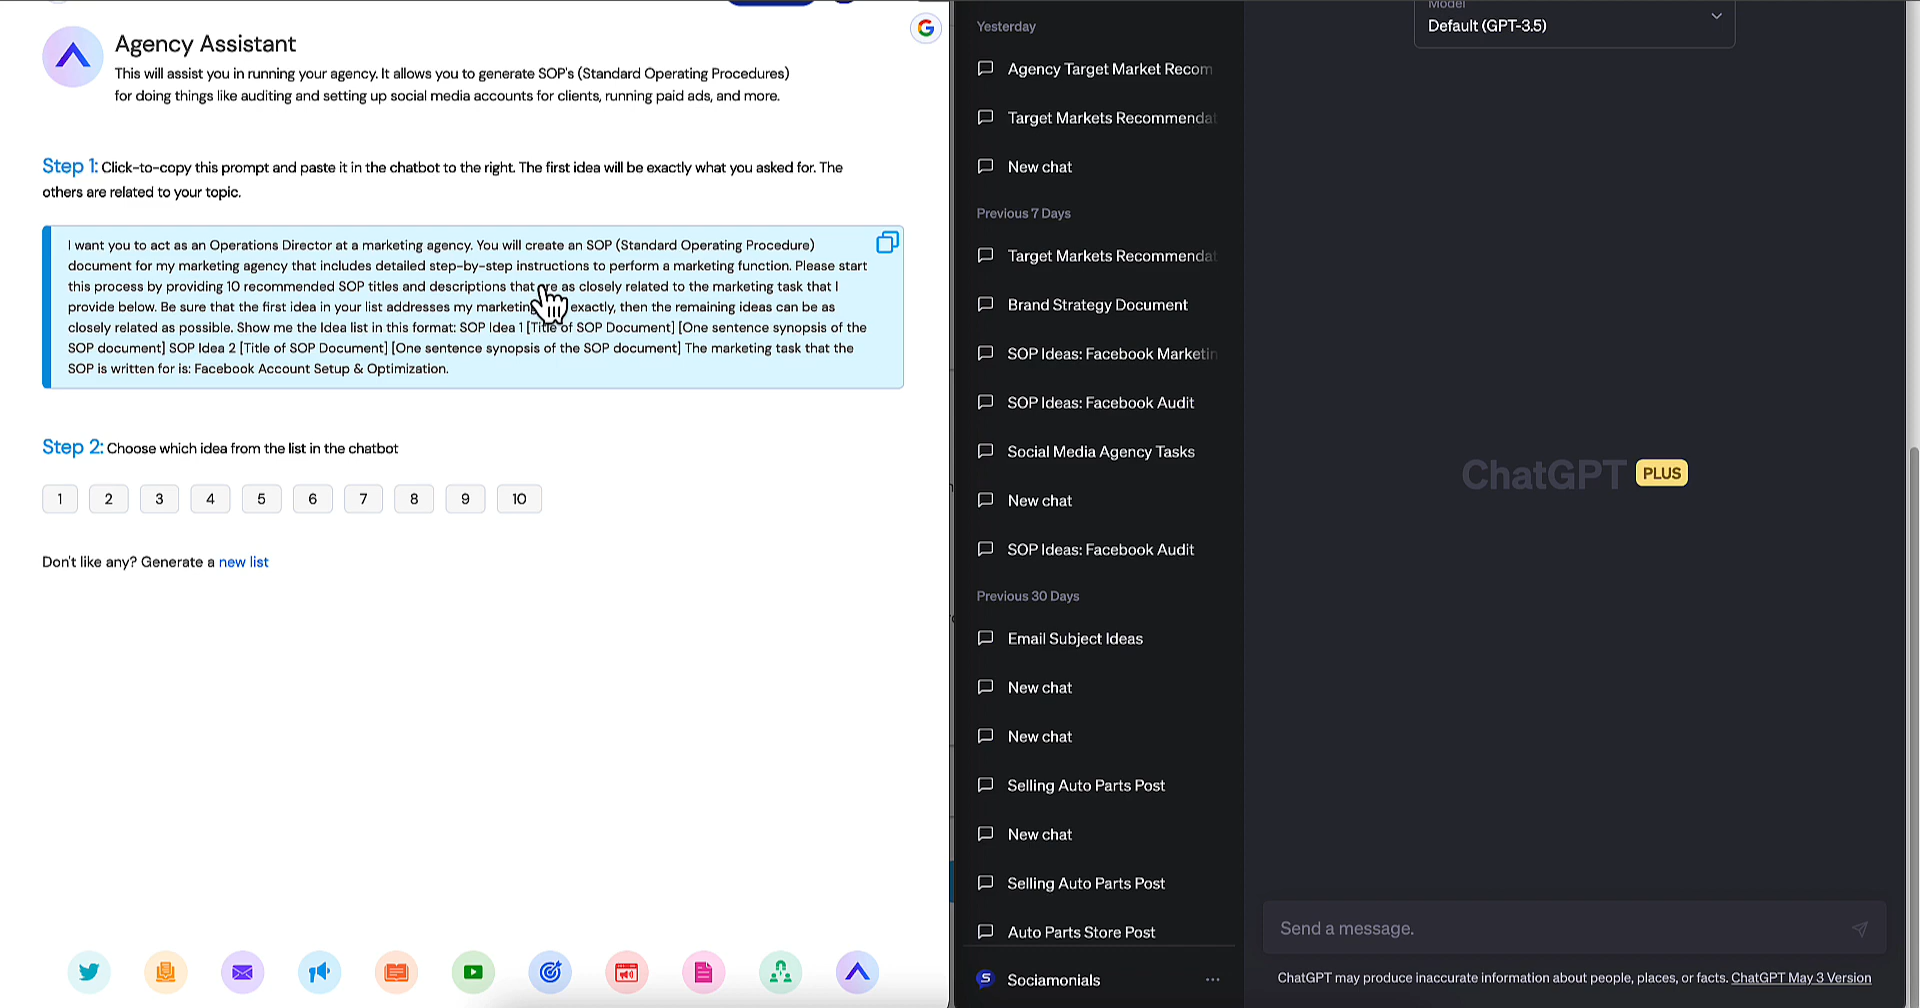 Agency Assistant
This will assist you in running your agency. It allows you to generate SOP's (Standard Operating Procedures)
for doing things like auditing and setting up social media accounts for clients, running paid ads, and more.
Step 1: Click-to-copy this prompt and paste it in the chatbot to the right. The first idea will be exactly what you asked for. The
others are related to your topic.
I want you to act as an Operations Director at a marketing agency. You will create an SOP (Standard Operating Procedure)
document for my marketing agency that includes detailed step-by-step instructions to perform a marketing function. Please start
this process by providing 10 recommended SOP titles and descriptions that as closely related to the marketing task that I
provide below. Be sure that the first idea in your list addresses my exactly, then the remaining ideas can be as
closely related as possible. Show me the Idea list in this format: SOP Idea 1 [Title of SOP Document] [One sentence synopsis of the
SOP document] SOP Idea 2 [Title of SOP Document] [One sentence synopsis of the SOP document] The marketing task that the
SOP is written for is: Facebook Account Setup & Optimization.
Step 2: Choose which idea from the list in the chatbot
1 2 3 4 5 6 7 8 9 10
Don't like any? Generate a new list
Yesterday
Agency Target Market Recom
Target Markets Recommendat
New chat
Previous 7 Days
Target Markets Recommendat
Brand Strategy Document
SOP Ideas: Facebook Marketin
SOP Ideas: Facebook Audit
Social Media Agency Tasks
New chat
SOP Ideas: Facebook Audit
Previous 30 Days
Email Subject Ideas
New chat
New chat
Selling Auto Parts Post
New chat
Selling Auto Parts Post
Auto Parts Store Post
Sociamonials
Model
Default (GPT-3.5)
ChatGPT PLUS
Send a message.
ChatGPT may produce inaccurate information about people, places, or facts. ChatGPT May 3 Version